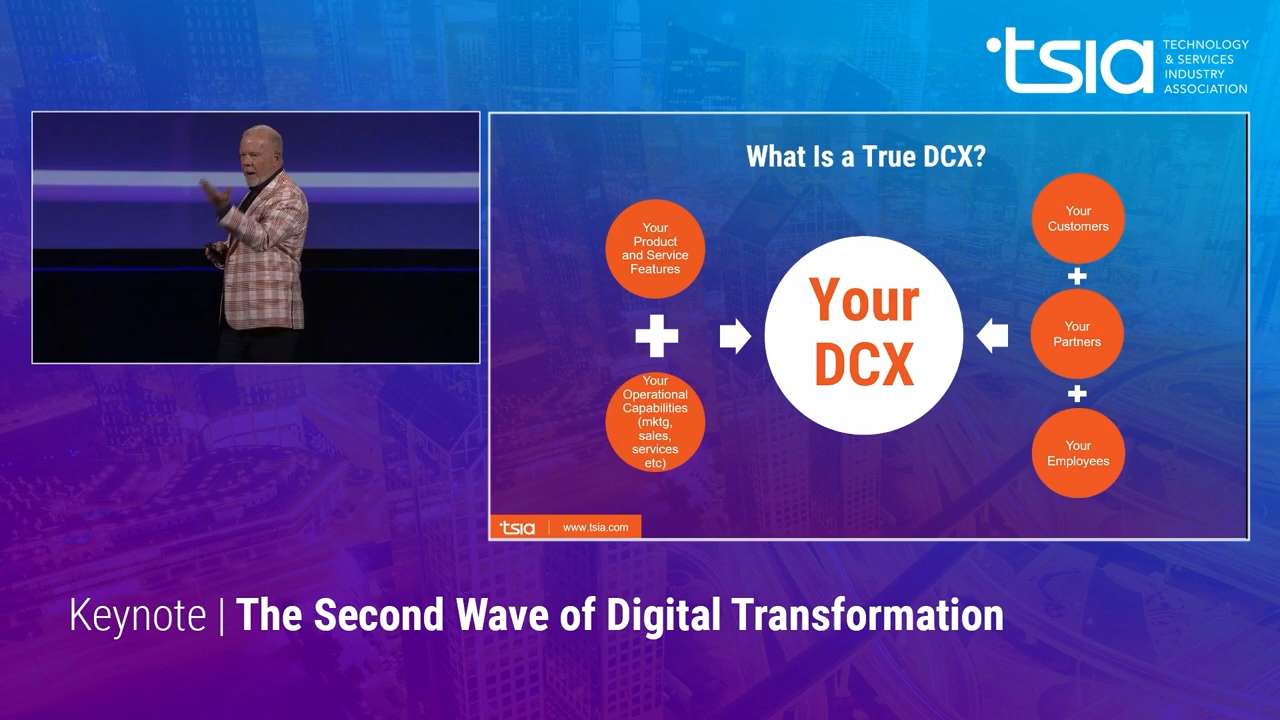 tsia
TECHNOLOGY
& SERVICES
INDUSTRY
ASSOCIATION
What Is a True DCX?
Your
Product
and Service
Features
Your
Operational
Capabilities
(mktg,
sales,
services
etc)
Your
DCX
Your
Customers
Your
Partners
Your
Employees
tsia | www.tsia.com
Keynote | The Second Wave of Digital Transformation